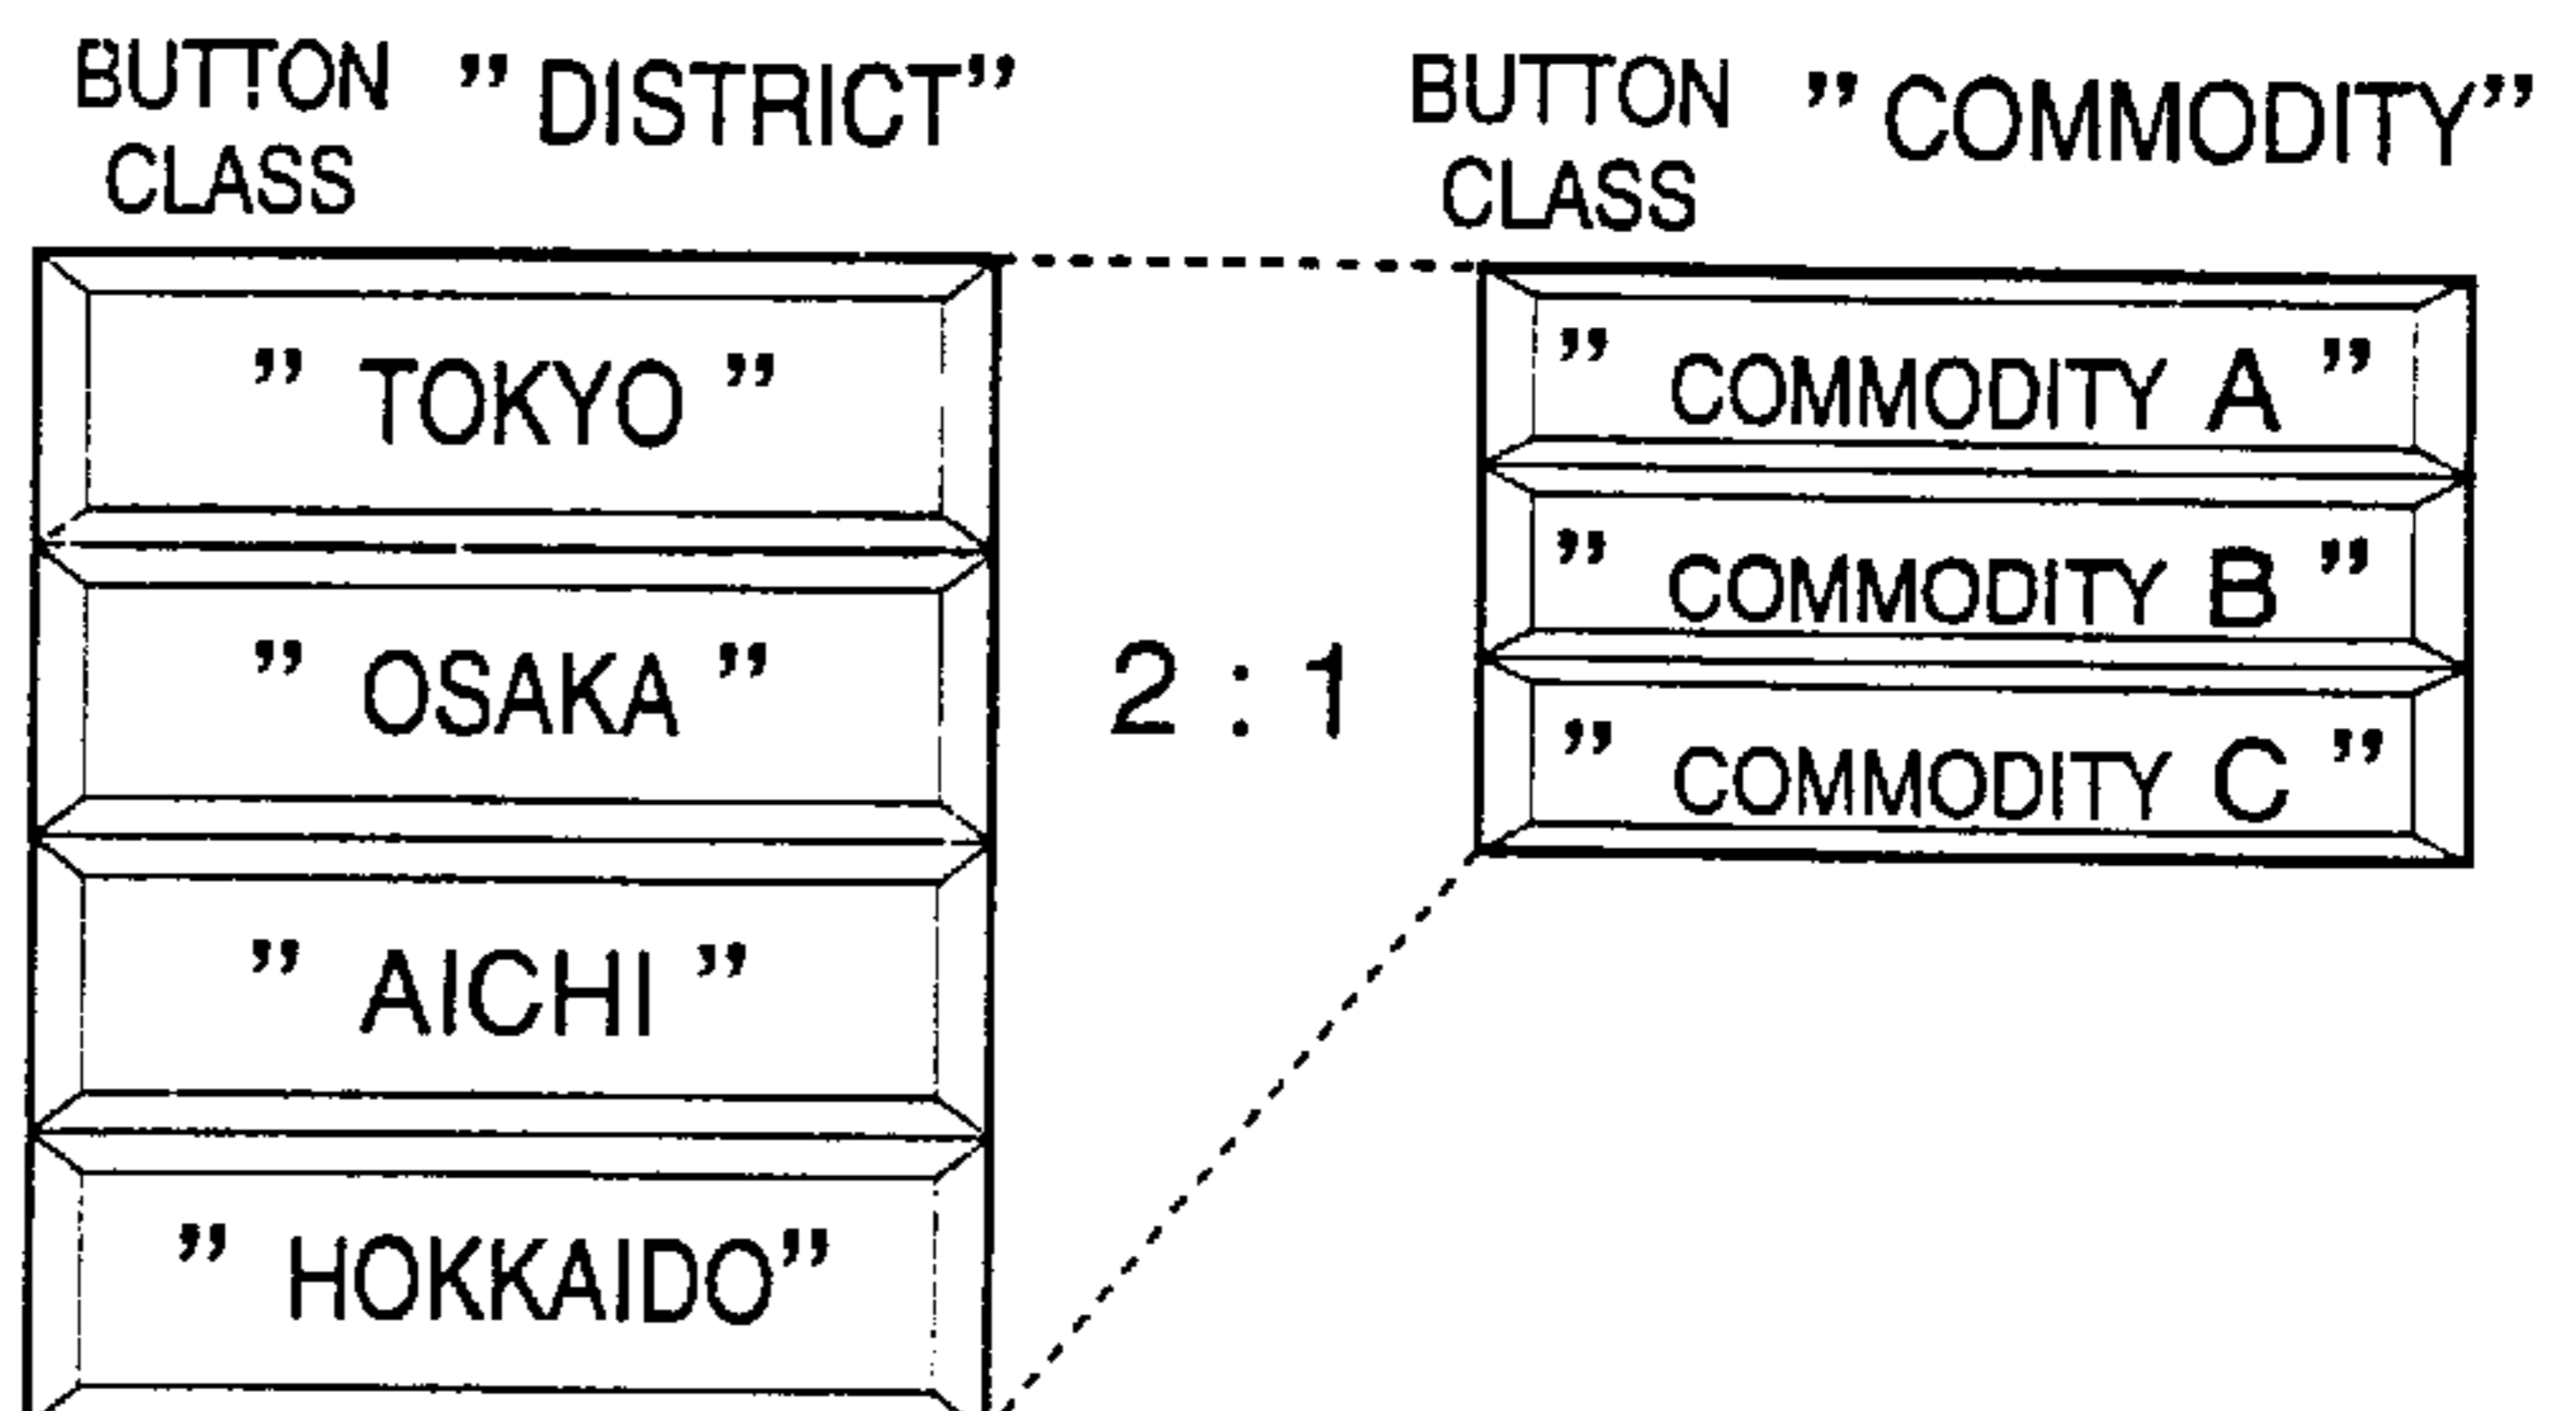 BUTTON CLASS ”DISTRICT”
” TOKYO ”
” OSAKA ”
” AICHI ”
” HOKKAIDO”
2 : 1
BUTTON CLASS ”COMMODITY”
” COMMODITY A ”
” COMMODITY B ”
” COMMODITY C ”